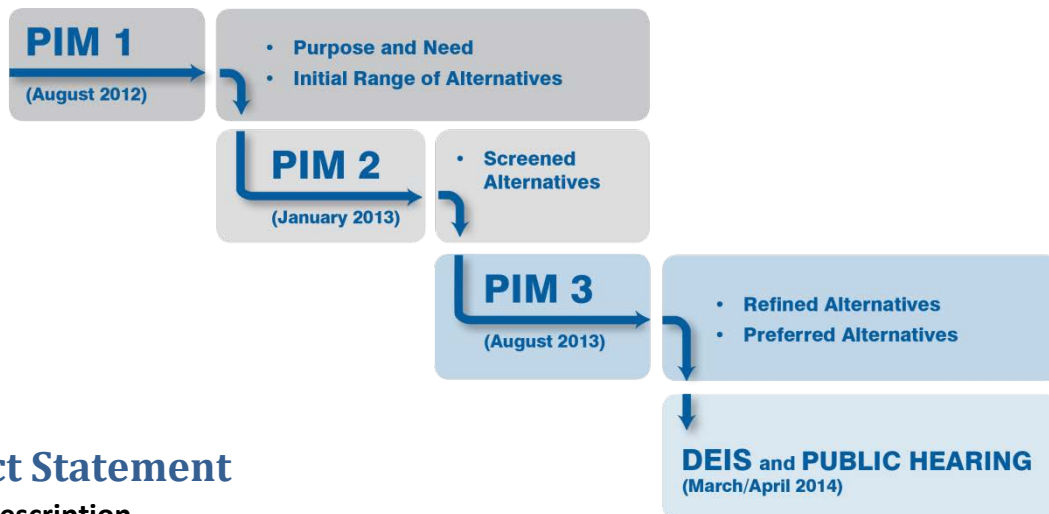 PIM 1
(August 2012)
• Purpose and Need
• Initial Range of Alternatives
PIM 2
(January 2013)
• Screened
Alternatives
PIM 3
(August 2013)
• Refined Alternatives
• Preferred Alternatives
DEIS and PUBLIC HEARING
(March/April 2014)
ct Statement
escription